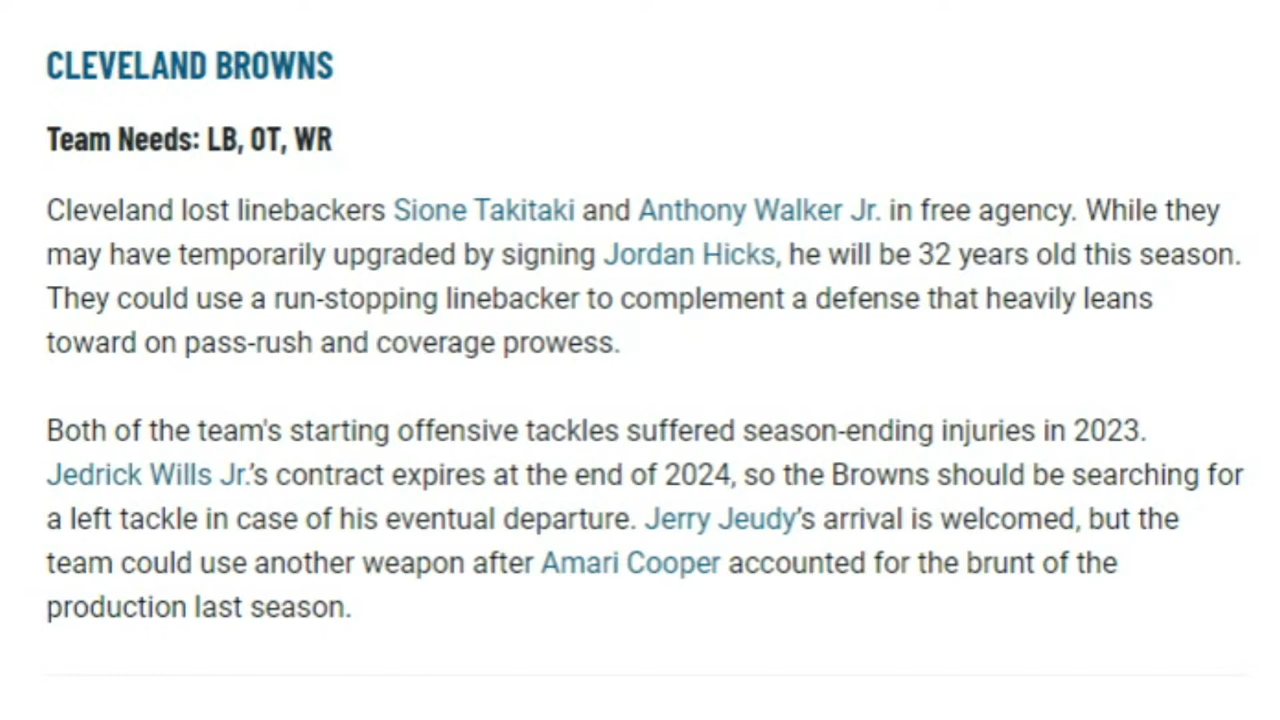 CLEVELAND BROWNS
Team Needs: LB, OT, WR
Cleveland lost linebackers Sione Takitaki and Anthony Walker Jr. in free agency. While they
may have temporarily upgraded by signing Jordan Hicks, he will be 32 years old this season.
They could use a run-stopping linebacker to complement a defense that heavily leans
toward on pass-rush and coverage prowess.
Both of the team's starting offensive tackles suffered season-ending injuries in 2023.
Jedrick Wills Jr.'s contract expires at the end of 2024, so the Browns should be searching for
a left tackle in case of his eventual departure. Jerry Jeudy's arrival is welcomed, but the
team could use another weapon after Amari Cooper accounted for the brunt of the
production last season.